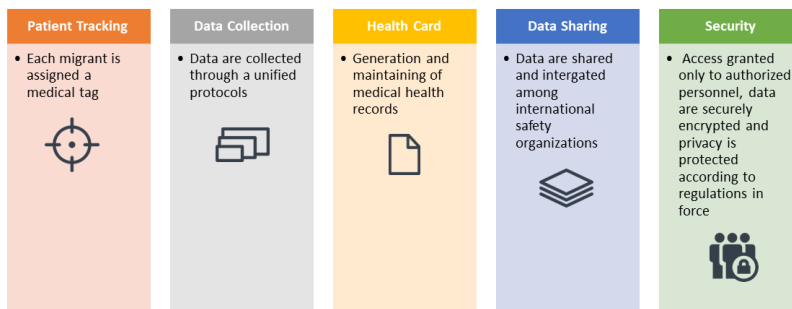 Patient Tracking
• Each migrant is
assigned a
medical tag
Data Collection
• Data are collected
through a unified
protocols
Health Card
• Generation and
maintaining of
medical health
records
Data Sharing
• Data are shared
and intergated
among
international
safety
organizations
Security
• Access granted
only to authorized
personnel, data
are securely
encrypted and
privacy is
protected
according to
regulations in
force